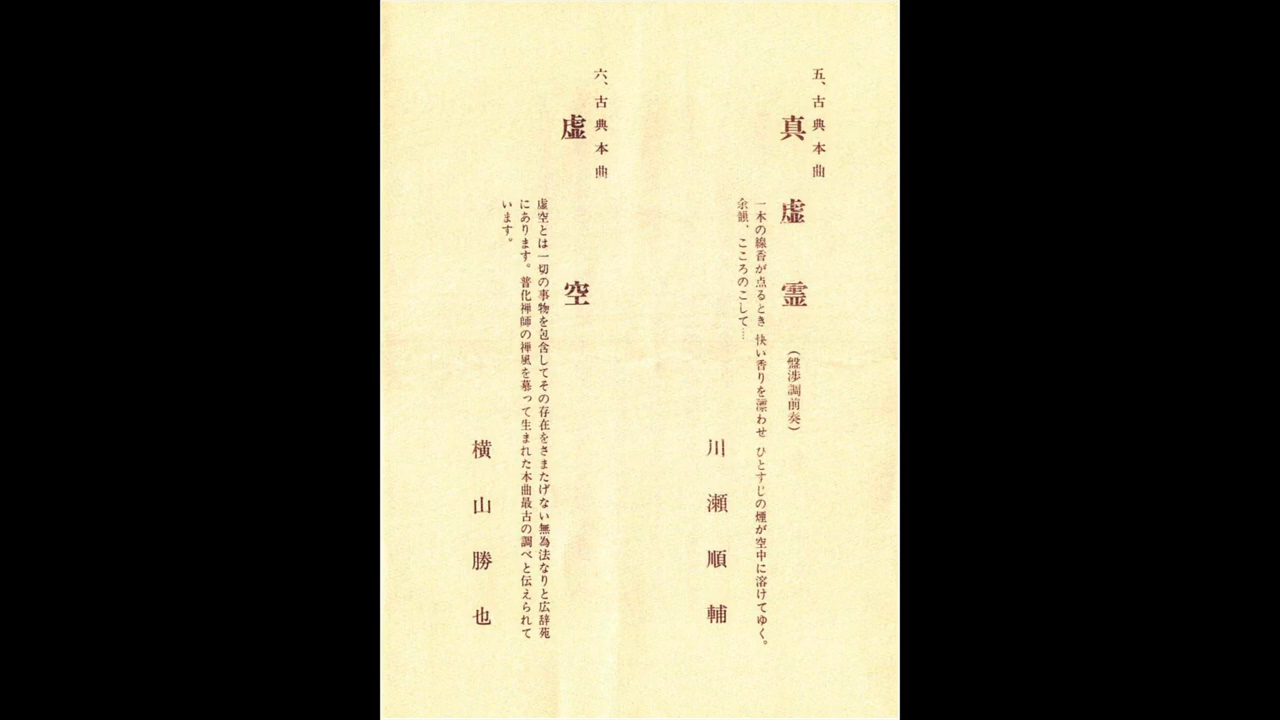 五、古典本曲
真虚霊
(盤渉調前奏)
一本の線香が点るとき 快い香りを漂わせ ひとすじの煙が空中に溶けてゆく。
余韻、こころのこして…
川瀬順輔
六、古典本曲
虚空
虚空とは一切の事物を包含してその存在をさまたげない無為法なりと広辞苑
にあります。普化禅師の禅風を慕って生まれた本曲最古の調べと伝えられて
います。
横山勝也